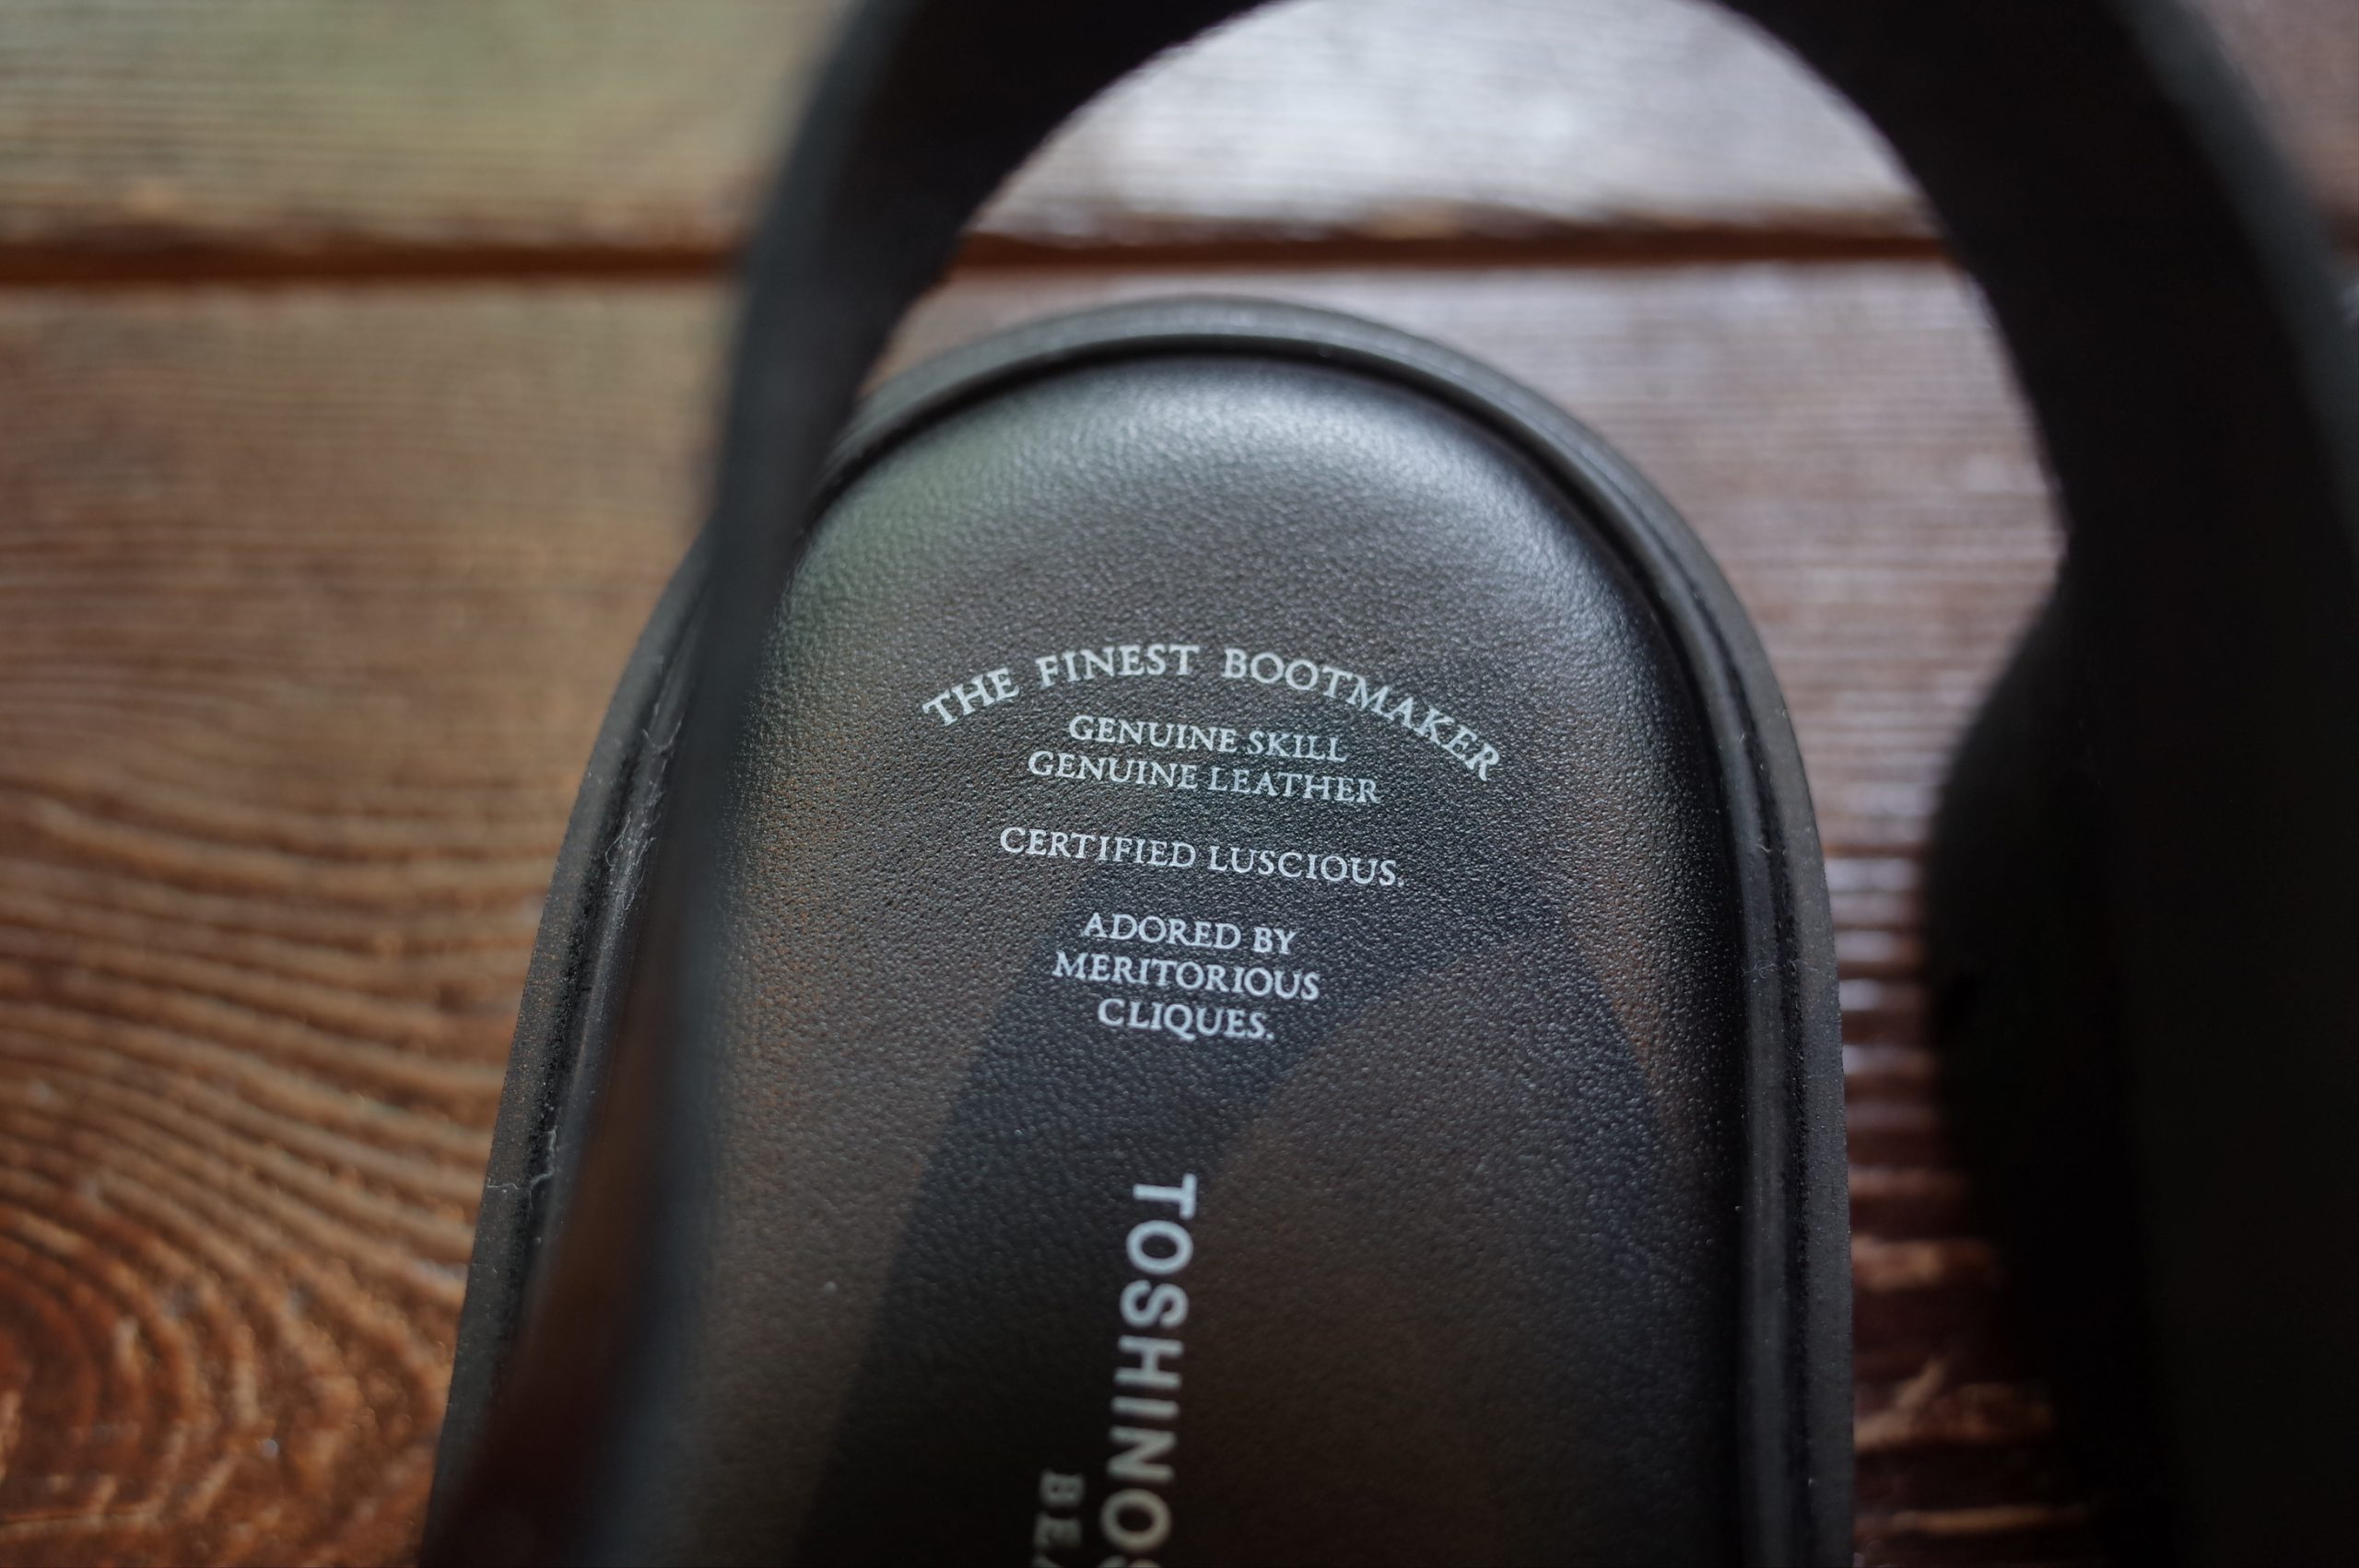 THE FINEST BOOTMAKER
GENUINE SKILL
GENUINE LEATHER
CERTIFIED LUSCIOUS.
ADORED BY
MERITORIOUS
CLIQUES.